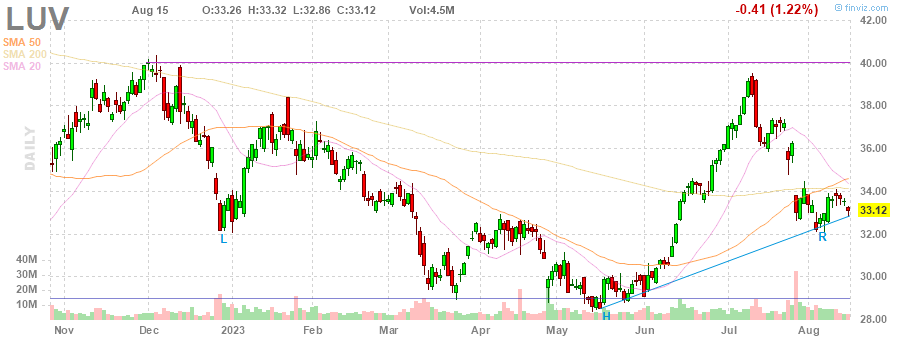 LUV
Aug 15 O:33.26 H:33.32 L:32.86 C:33.12 Vol:4.5M
-0.41 (1.22%)
© finviz.com
SMA 50
SMA 200
SMA 20
DAILY
42.00
40.00
38.00
36.00
34.00
33.12
32.00
30.00
28.00
40M
30M
20M
10M
L
H
R
Nov Dec 2023 Feb Mar Apr May Jun Jul Aug